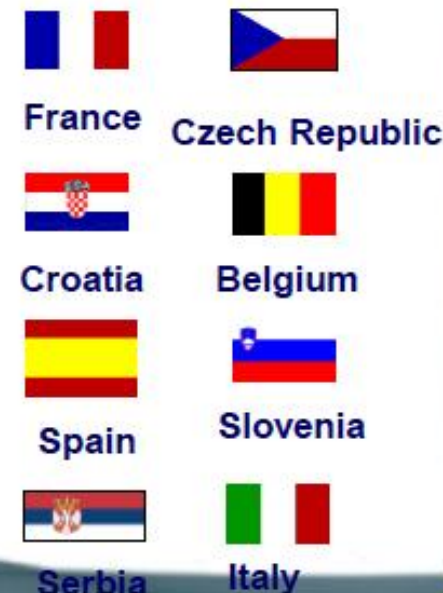 France Czech Republic
Croatia Belgium
Spain Slovenia
Serbia Italy